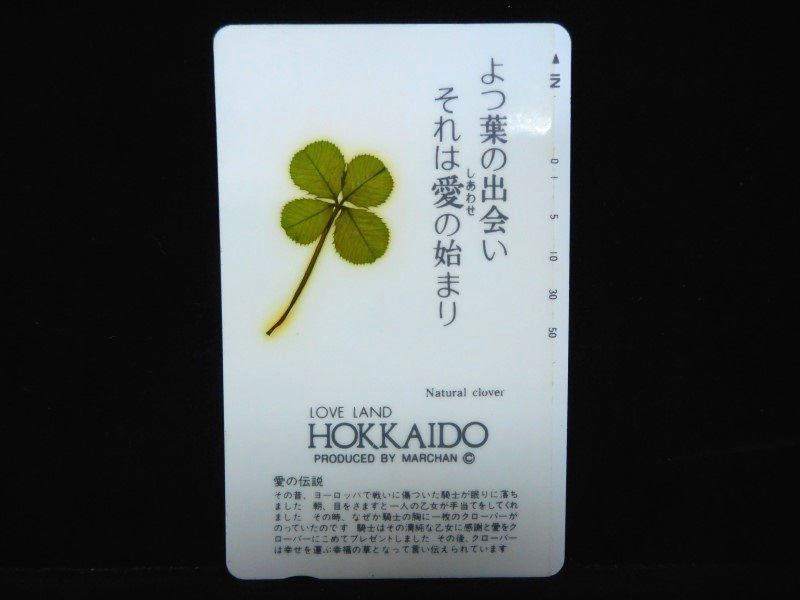 よつ葉の出会い
それは愛の始まり
しあわせ
IN
0
1
5
10
30
50
Natural clover
LOVE LAND
HOKKAIDO
PRODUCED BY MARCHAN ©
愛の伝説
その昔、ヨーロッパで戦いに傷ついた騎士が眠りに落ち
ました 朝、目をさますと一人の乙女が手当てをしてくれ
ました その時、なぜか騎士の胸に一枚のクローバーが
のっていたのです 騎士はその清純な乙女に感謝と愛をク
ローバーにこめてプレゼントしました その後、クローバー
は幸せを運ぶ幸福の草となって言い伝えられています